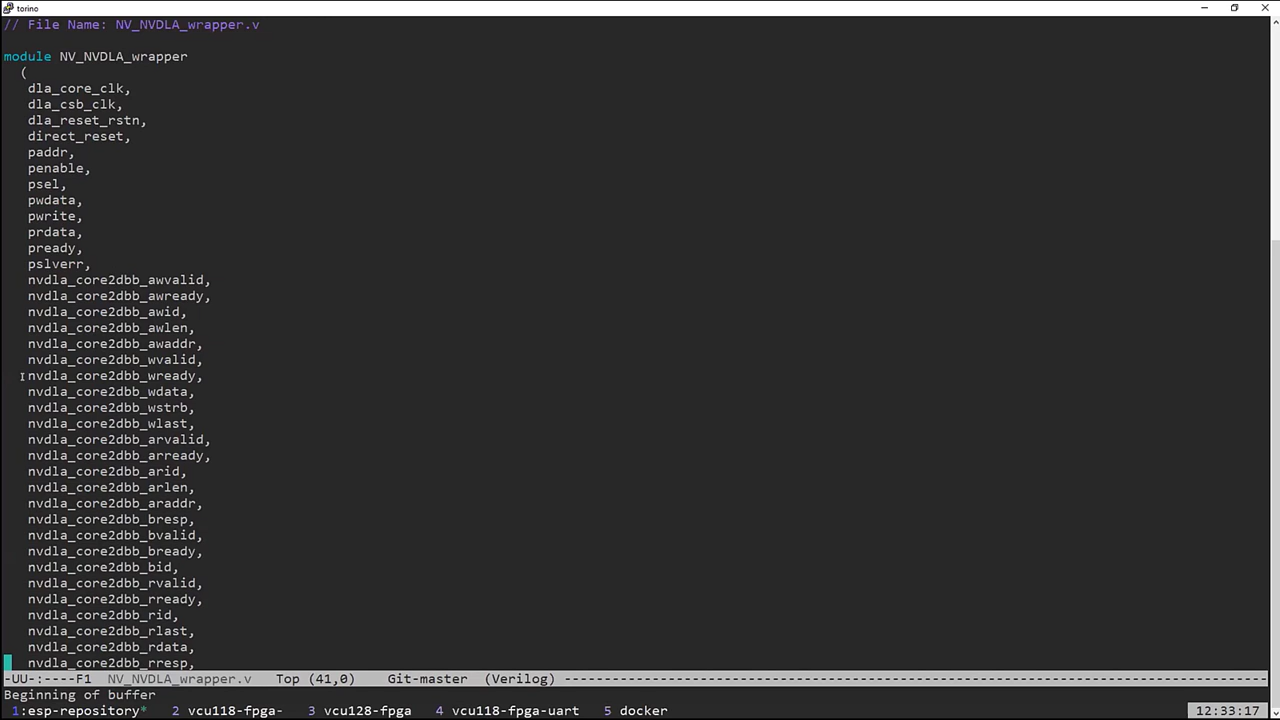 torino
// File Name: NV_NVDLA_wrapper.v
module NV_NVDLA_wrapper
(
dla_core_clk,
dla_csb_clk,
dla_reset_rstn,
direct_reset,
paddr,
penable,
psel,
pwdata,
pwrite,
prdata,
pready,
pslverr,
nvdla_core2dbb_awvalid,
nvdla_core2dbb_awready,
nvdla_core2dbb_awid,
nvdla_core2dbb_awlen,
nvdla_core2dbb_awaddr,
nvdla_core2dbb_wvalid,
nvdla_core2dbb_wready,
nvdla_core2dbb_wdata,
nvdla_core2dbb_wstrb,
nvdla_core2dbb_wlast,
nvdla_core2dbb_arvalid,
nvdla_core2dbb_arready,
nvdla_core2dbb_arid,
nvdla_core2dbb_arlen,
nvdla_core2dbb_araddr,
nvdla_core2dbb_bresp,
nvdla_core2dbb_bvalid,
nvdla_core2dbb_bready,
nvdla_core2dbb_bid,
nvdla_core2dbb_rvalid,
nvdla_core2dbb_rready,
nvdla_core2dbb_rid,
nvdla_core2dbb_rlast,
nvdla_core2dbb_rdata,
nvdla_core2dbb_rresp,
-UU-:----F1  NV_NVDLA_wrapper.v   Top (41,0)    Git-master  (Verilog) ----------------------------------------------------------------------------------------
Beginning of buffer
1:esp-repository*  2 vcu118-fpga-  3 vcu128-fpga  4 vcu118-fpga-uart  5 docker  12:33:17